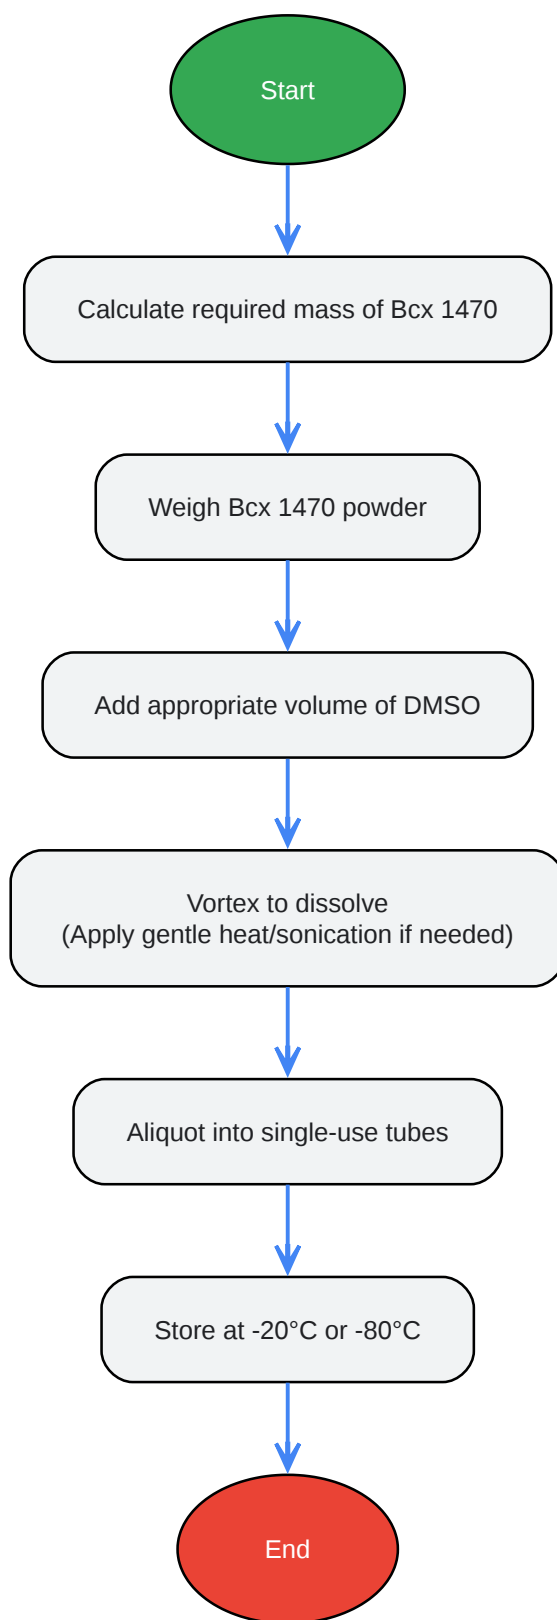 Start
Calculate required mass of Bcx 1470
Weigh Bcx 1470 powder
Add appropriate volume of DMSO
Vortex to dissolve
(Apply gentle heat/sonication if needed)
Aliquot into single-use tubes
Store at -20°C or -80°C
End